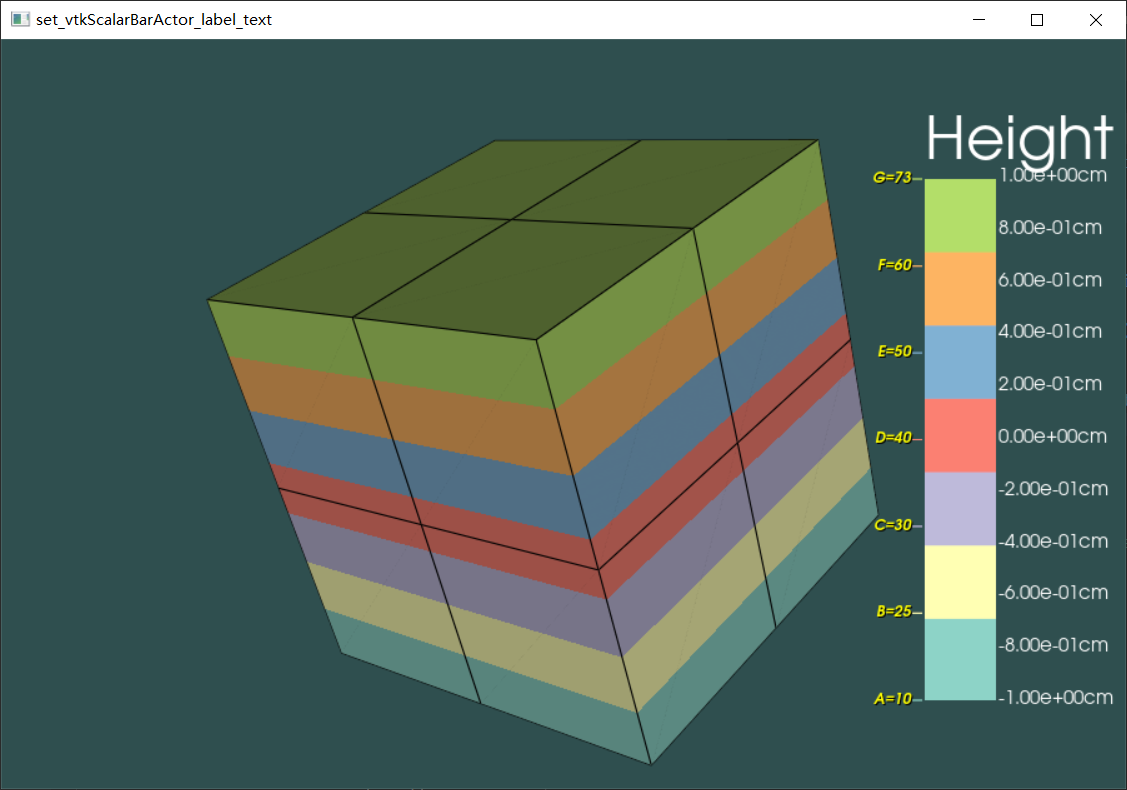 set_vtkScalarBarActor_label_text
Height
G=73
1.00e+00cm
8.00e-01cm
F=60
6.00e-01cm
4.00e-01cm
E=50
2.00e-01cm
D=40
0.00e+00cm
-2.00e-01cm
C=30
-4.00e-01cm
-6.00e-01cm
B=25
-8.00e-01cm
A=10
-1.00e+00cm